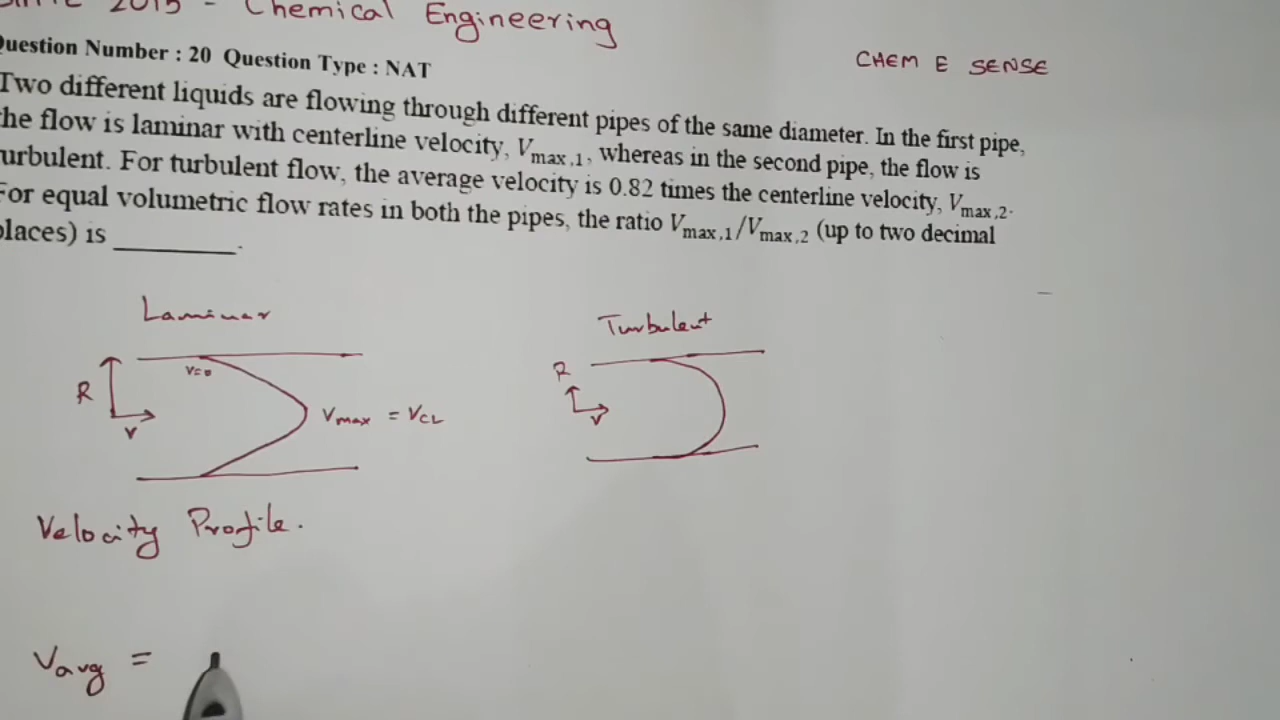 2015 - Chemical Engineering
CHEM E SENSE
Question Number : 20 Question Type : NAT
Two different liquids are flowing through different pipes of the same diameter. In the first pipe,
the flow is laminar with centerline velocity, Vmax,1, whereas in the second pipe, the flow is
turbulent. For turbulent flow, the average velocity is 0.82 times the centerline velocity, Vmax,2.
For equal volumetric flow rates in both the pipes, the ratio Vmax,1/Vmax,2 (up to two decimal
places) is ________.
Laminar
Turbulent
R
V=0
V
Vmax = VCL
R
V
Velocity Profile.
Vavg =